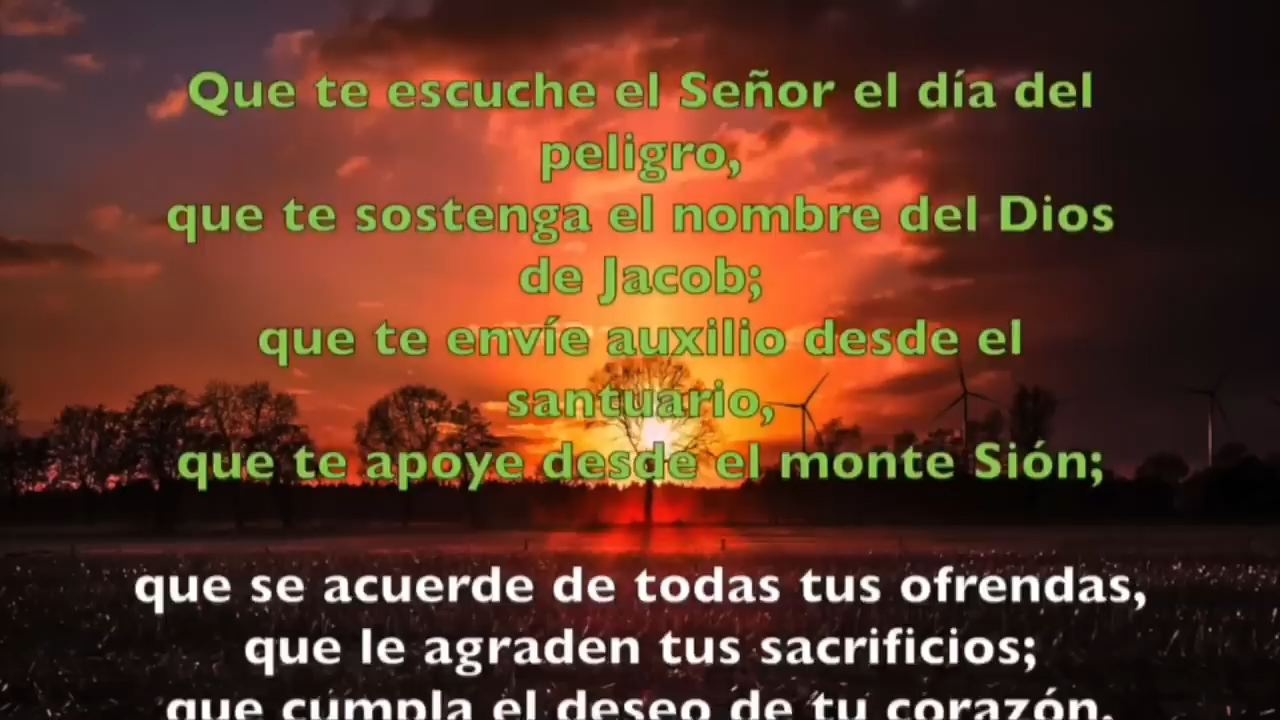 Que te escuche el Señor el día del
peligro,
que te sostenga el nombre del Dios
de Jacob;
que te envíe auxilio desde el
santuario,
que te apoye desde el monte Sión;
que se acuerde de todas tus ofrendas,
que le agraden tus sacrificios;
que cumpla el deseo de tu corazón,